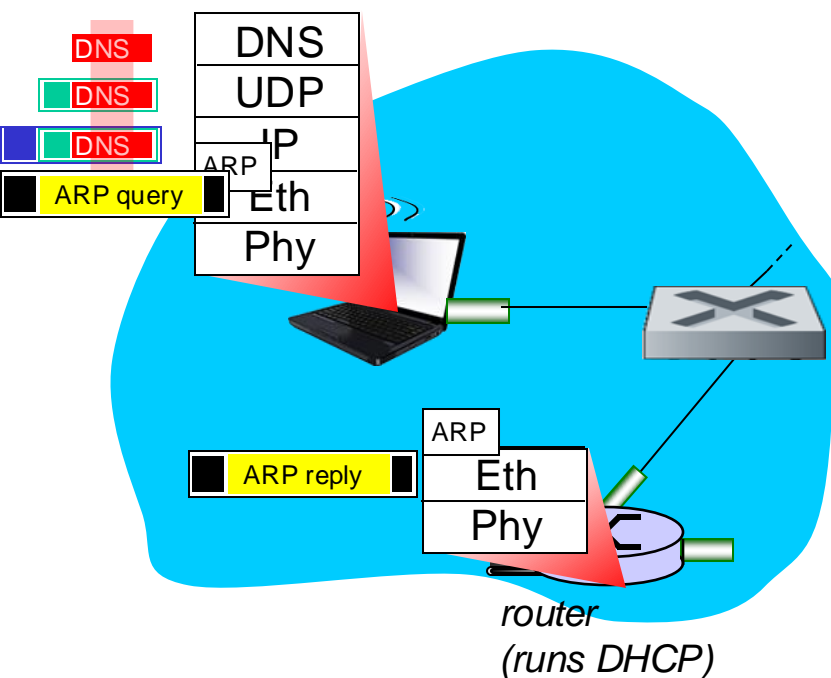 DNS
DNS
DNS
ARP query
DNS
UDP
IP
ARP
Eth
Phy
ARP
ARP reply
Eth
Phy
router
(runs DHCP)